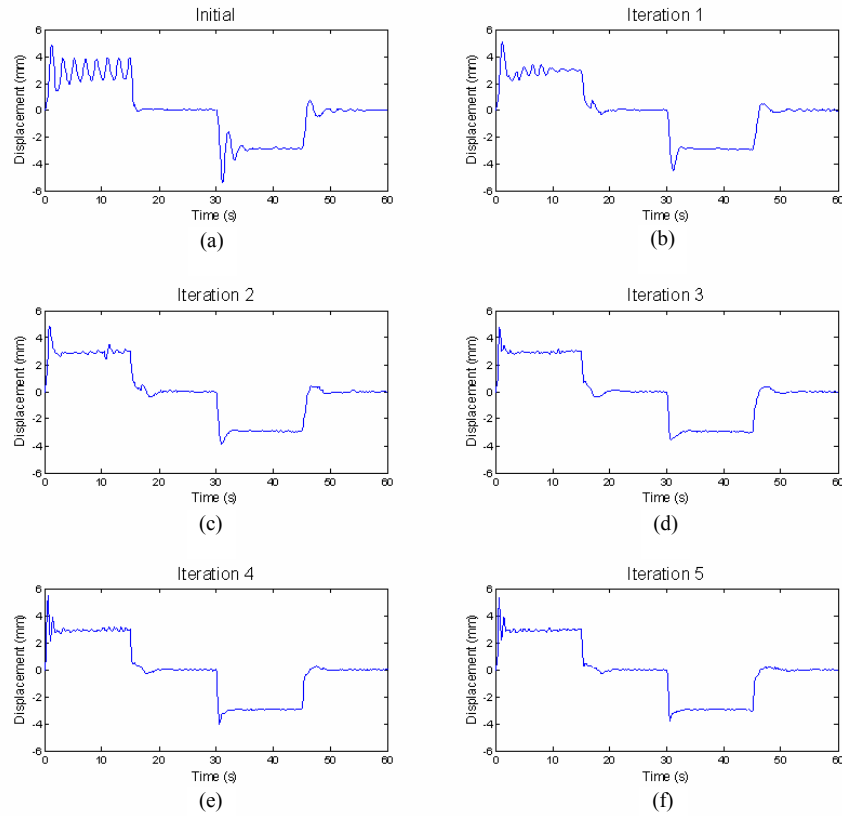 Initial
Displacement (mm)
6
4
2
0
-2
-4
-6
0 10 20 30 40 50 60
Time (s)
(a)
Iteration 1
Displacement (mm)
6
4
2
0
-2
-4
-6
0 10 20 30 40 50 60
Time (s)
(b)
Iteration 2
Displacement (mm)
6
4
2
0
-2
-4
-6
0 10 20 30 40 50 60
Time (s)
(c)
Iteration 3
Displacement (mm)
6
4
2
0
-2
-4
-6
0 10 20 30 40 50 60
Time (s)
(d)
Iteration 4
Displacement (mm)
6
4
2
0
-2
-4
-6
0 10 20 30 40 50 60
Time (s)
(e)
Iteration 5
Displacement (mm)
6
4
2
0
-2
-4
-6
0 10 20 30 40 50 60
Time (s)
(f)